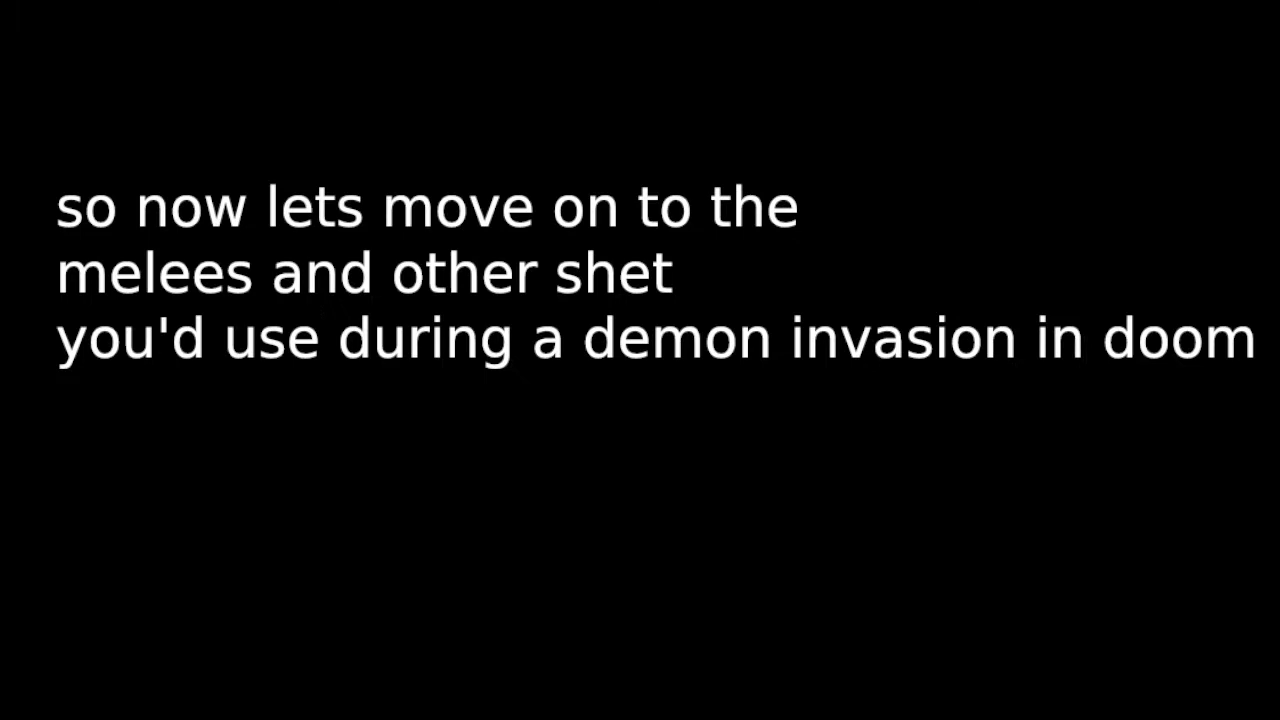 so now lets move on to the
melees and other shet
you'd use during a demon invasion in doom